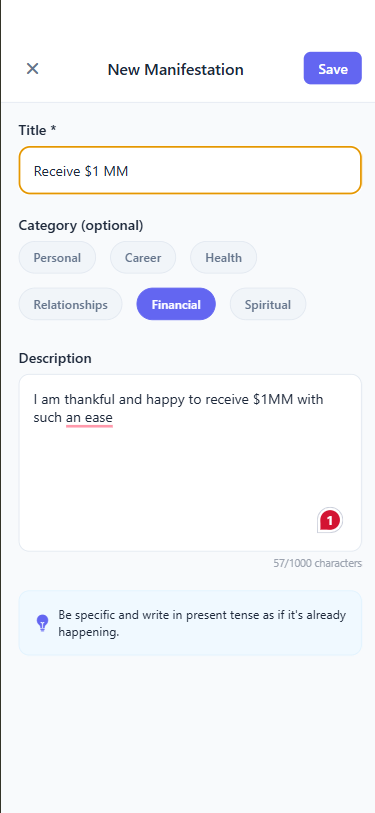 New Manifestation
Save
Title *
Receive $1 MM
Category (optional)
Personal
Career
Health
Relationships
Financial
Spiritual
Description
I am thankful and happy to receive $1MM with
such an ease
1
57/1000 characters
Be specific and write in present tense as if it's already
happening.